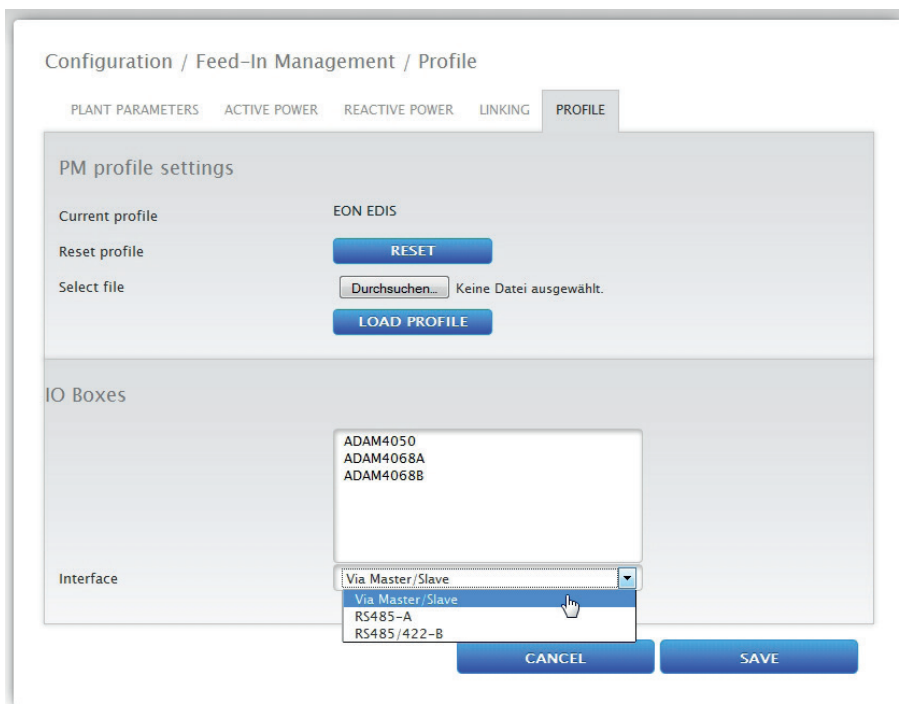 Configuration / Feed-In Management / Profile
PLANT PARAMETERS ACTIVE POWER REACTIVE POWER LINKING PROFILE
PM profile settings
Current profile EON EDIS
Reset profile RESET
Select file Durchsuchen... Keine Datei ausgewählt.
LOAD PROFILE
IO Boxes
ADAM4050
ADAM4068A
ADAM4068B
Interface Via Master/Slave
Via Master/Slave
RS485-A
RS485/422-B
CANCEL SAVE